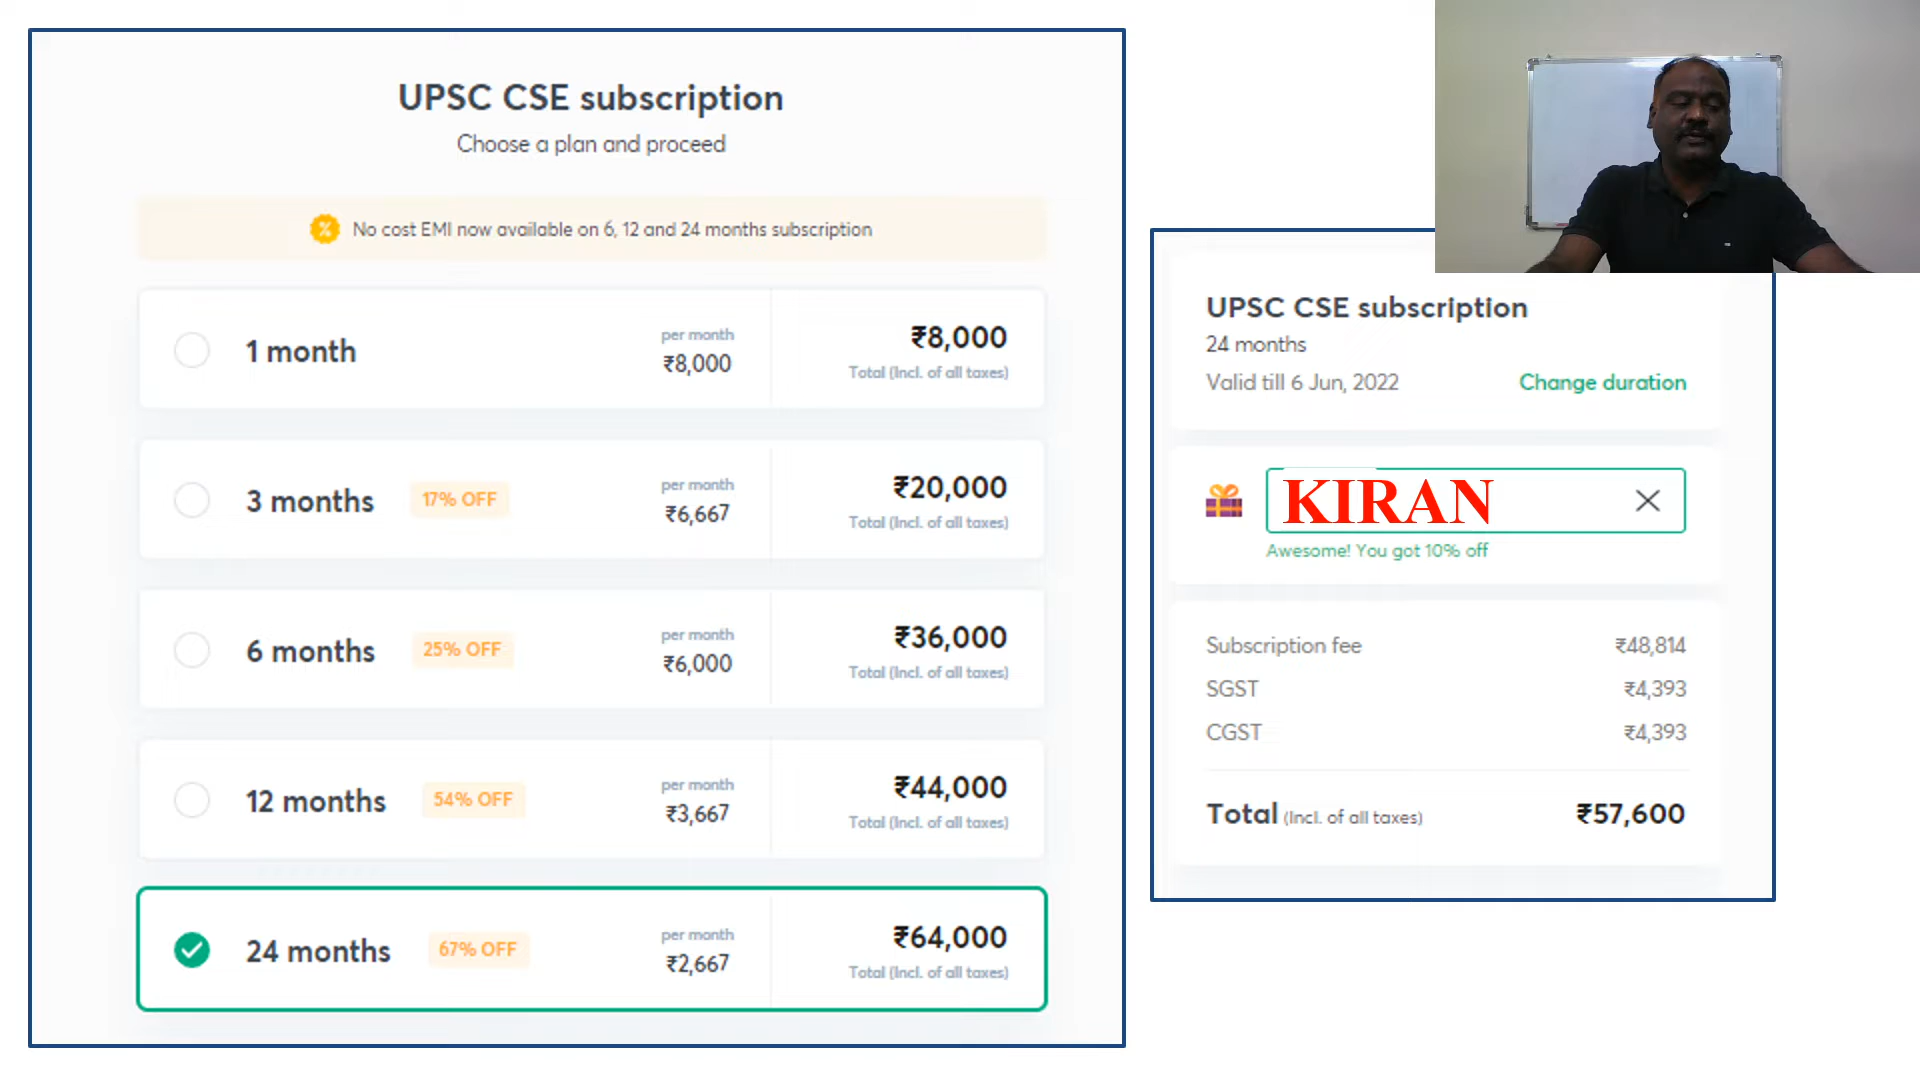 UPSC CSE subscription
Choose a plan and proceed
% No cost EMI now available on 6, 12 and 24 months subscription
1 month per month ₹8,000 ₹8,000 Total (Incl. of all taxes)
3 months 17% OFF per month ₹6,667 ₹20,000 Total (Incl. of all taxes)
6 months 25% OFF per month ₹6,000 ₹36,000 Total (Incl. of all taxes)
12 months 54% OFF per month ₹3,667 ₹44,000 Total (Incl. of all taxes)
24 months 67% OFF per month ₹2,667 ₹64,000 Total (Incl. of all taxes)
UPSC CSE subscription
24 months
Valid till 6 Jun, 2022 Change duration
KIRAN
Awesome! You got 10% off
Subscription fee ₹48,814
SGST ₹4,393
CGST ₹4,393
Total (Incl. of all taxes) ₹57,600